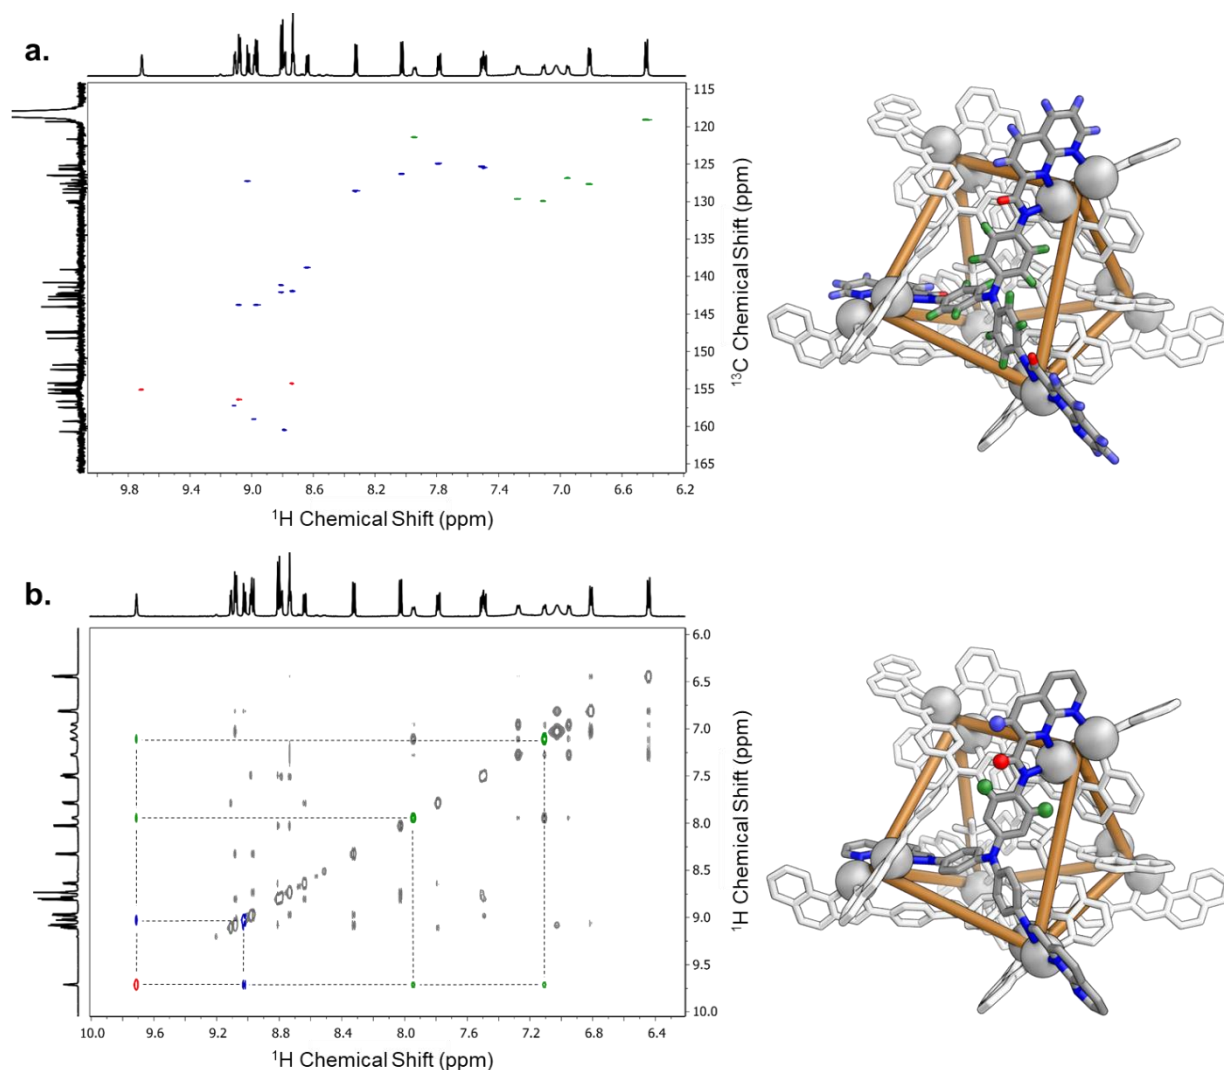 a.
115
120
125
130
135
140
145
150
155
160
165
¹³C Chemical Shift (ppm)
9.8 9.4 9.0 8.6 8.2 7.8 7.4 7.0 6.6 6.2
¹H Chemical Shift (ppm)
b.
6.0
6.5
7.0
7.5
8.0
8.5
9.0
9.5
10.0
¹H Chemical Shift (ppm)
10.0 9.6 9.2 8.8 8.4 8.0 7.6 7.2 6.8 6.4
¹H Chemical Shift (ppm)